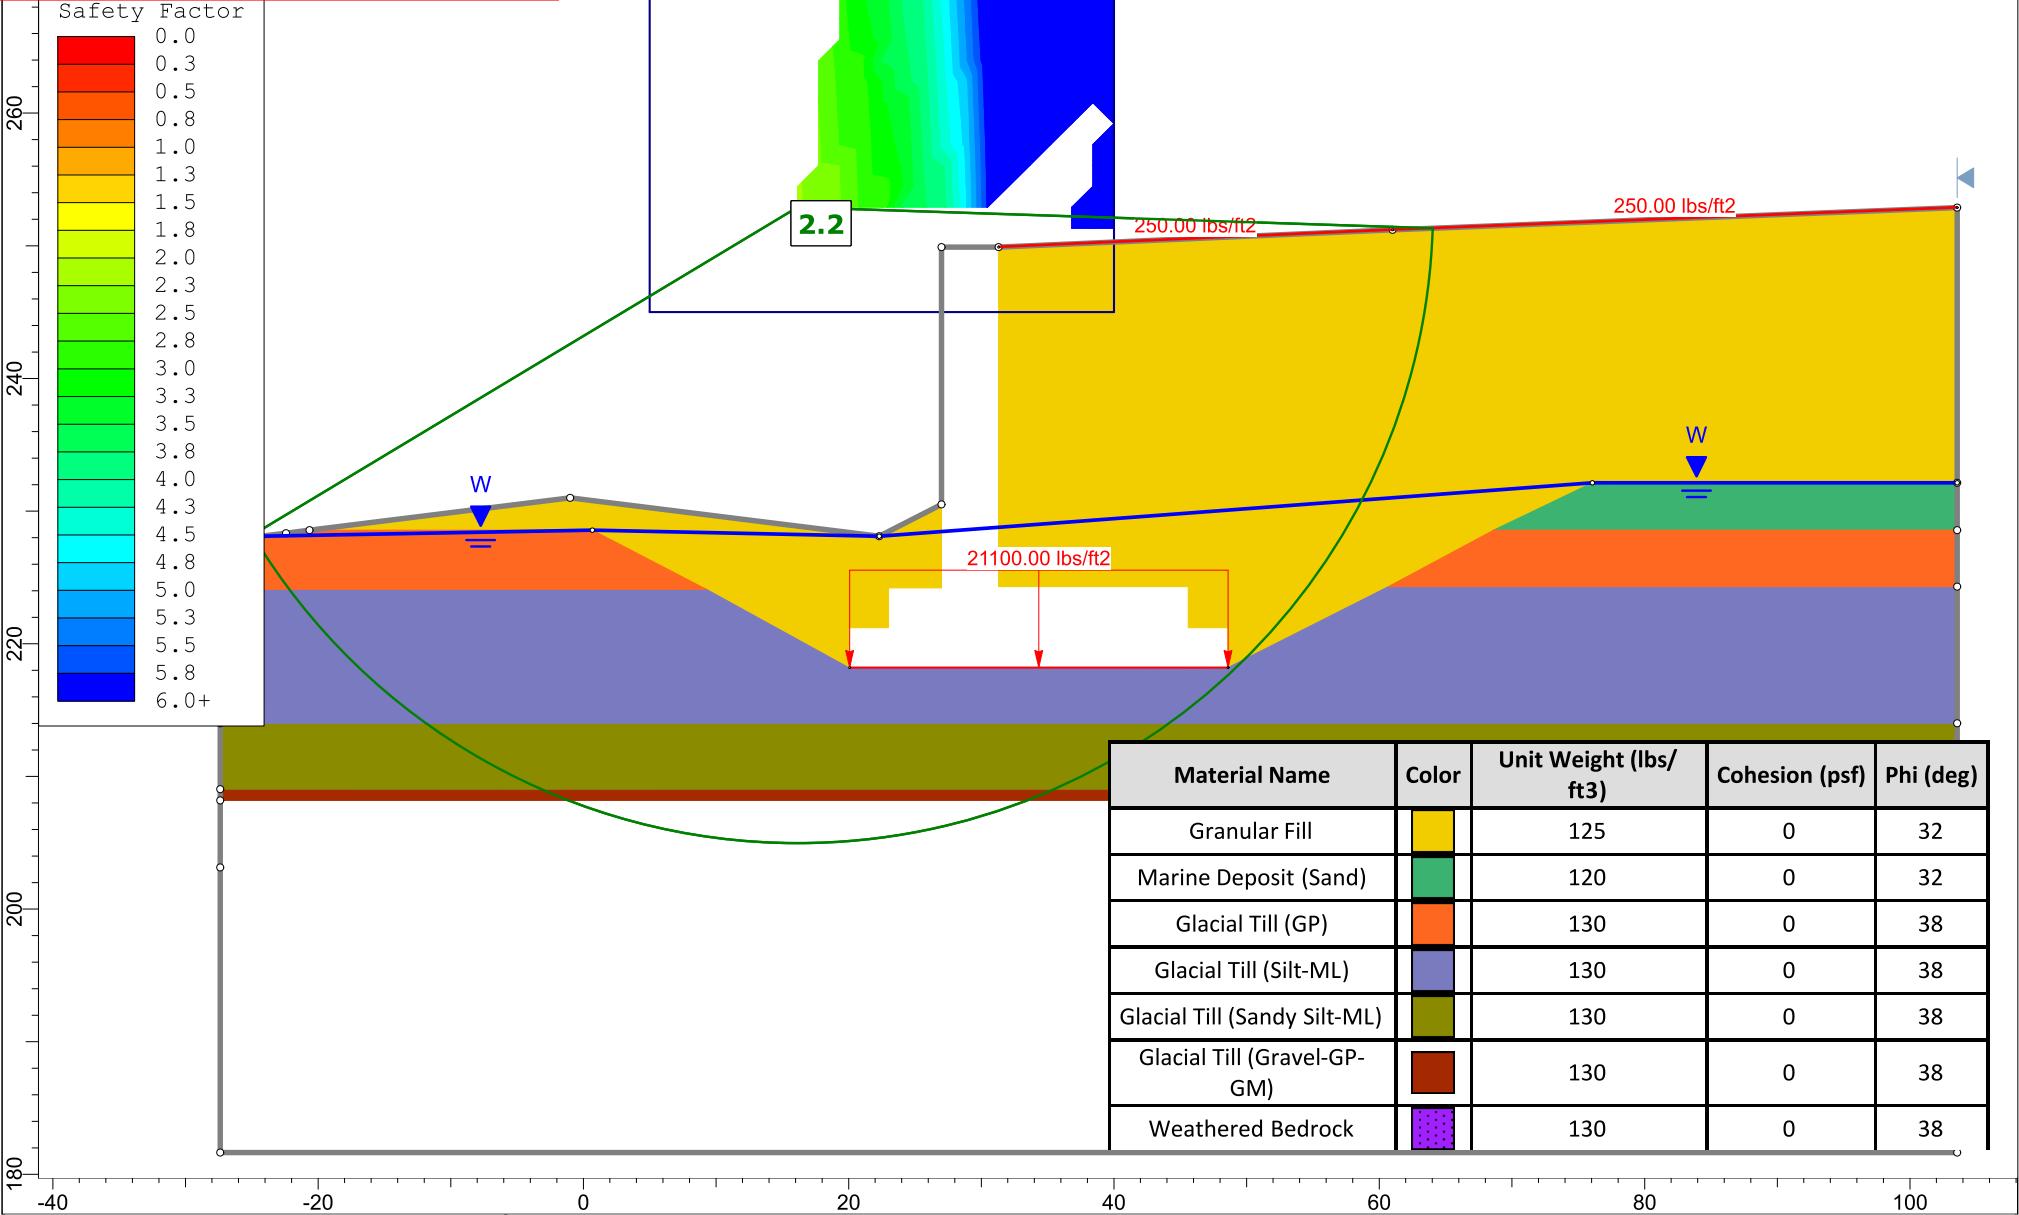 Safety Factor
0.0
0.3
0.5
0.8
1.0
1.3
1.5
1.8
2.0
2.3
2.5
2.8
3.0
3.3
3.5
3.8
4.0
4.3
4.5
4.8
5.0
5.3
5.5
5.8
6.0+
2.2
250.00 lbs/ft2
250.00 lbs/ft2
W
W
21100.00 lbs/ft2
260
240
220
200
180
-40 -20 0 20 40 60 80 100
Material Name Color Unit Weight (lbs/ft3) Cohesion (psf) Phi (deg)
Granular Fill 125 0 32
Marine Deposit (Sand) 120 0 32
Glacial Till (GP) 130 0 38
Glacial Till (Silt-ML) 130 0 38
Glacial Till (Sandy Silt-ML) 130 0 38
Glacial Till (Gravel-GP-GM) 130 0 38
Weathered Bedrock 130 0 38